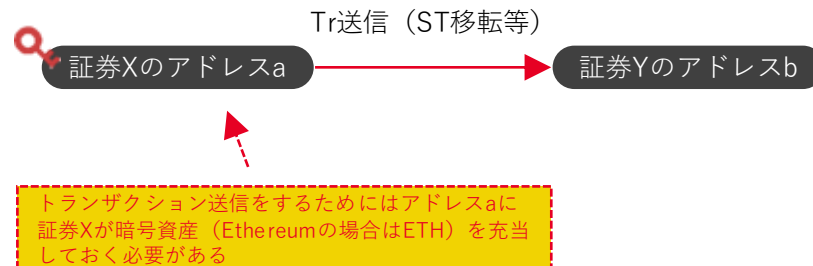 Tr送信（ST移転等）
証券Xのアドレスa
証券Yのアドレスb
トランザクション送信をするためにはアドレスaに
証券Xが暗号資産（Ethereumの場合はETH）を充当
しておく必要がある